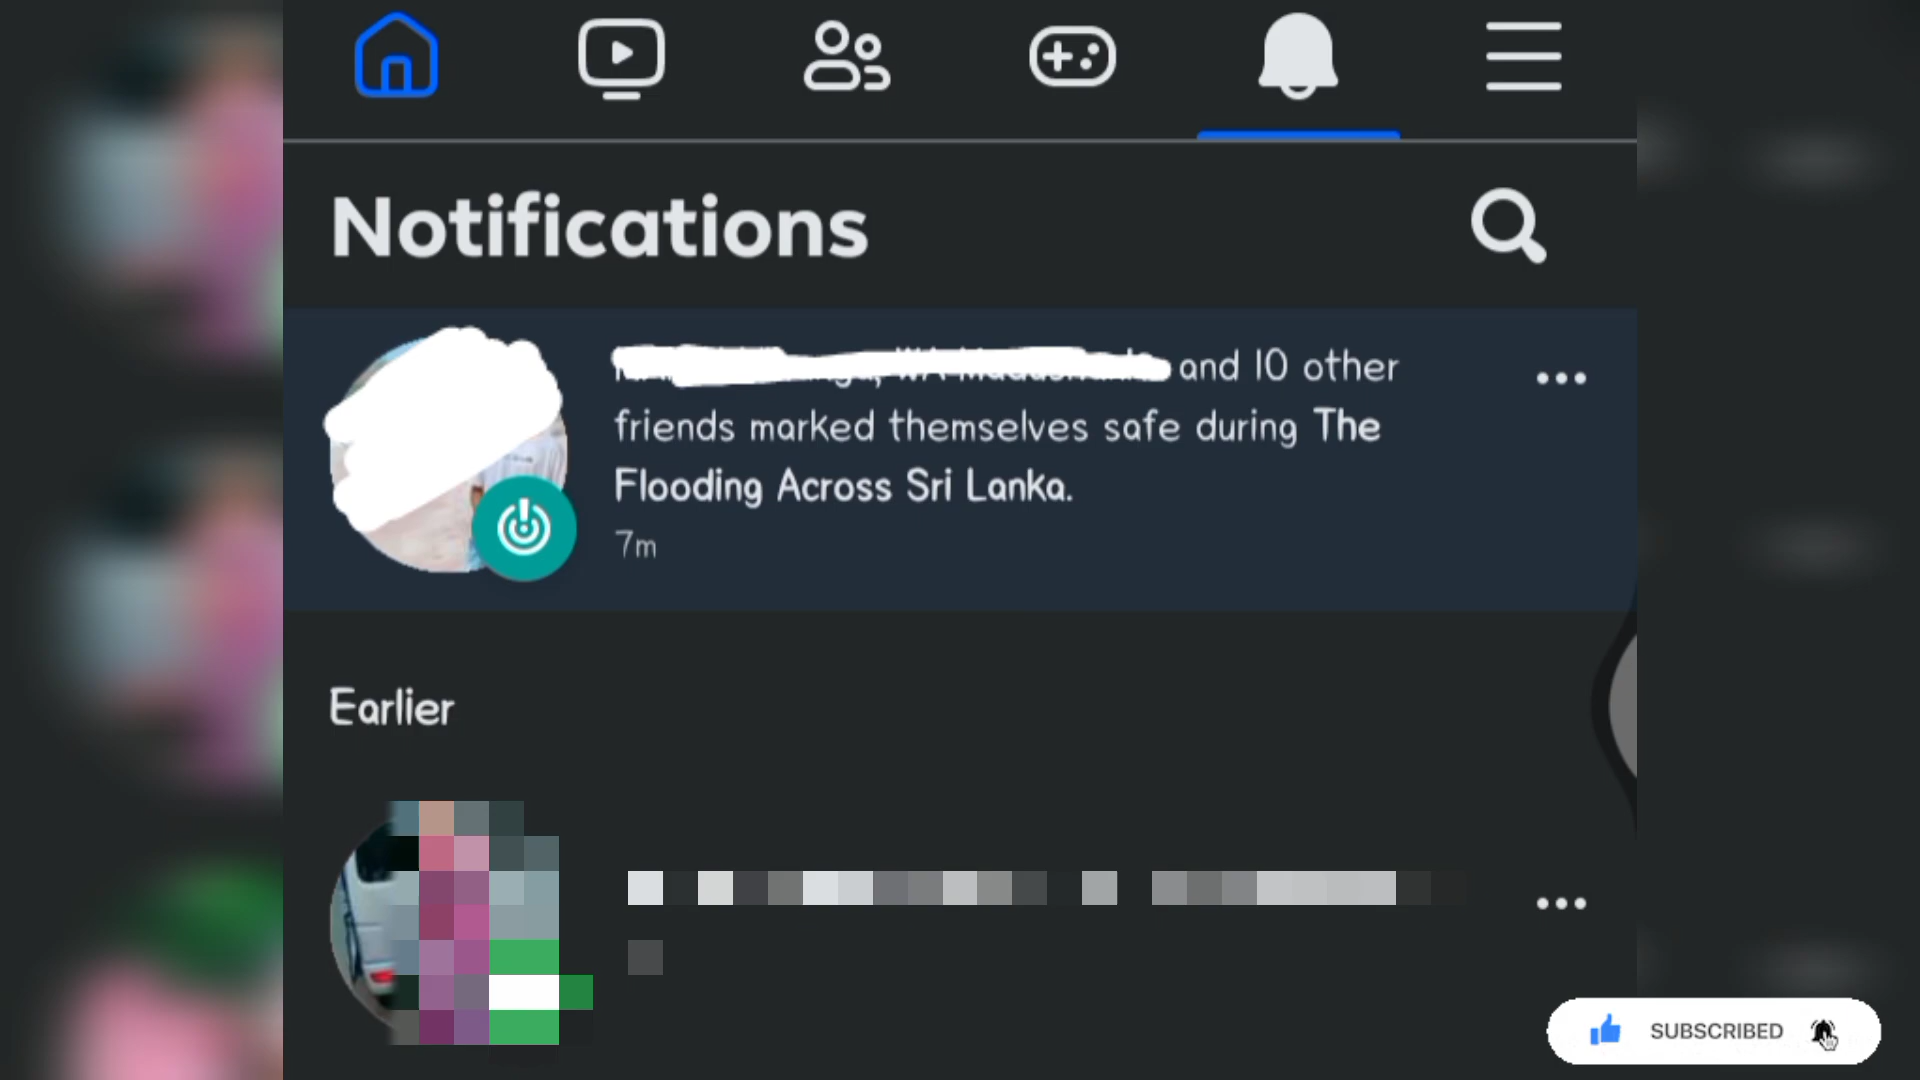 Notifications
and 10 other
friends marked themselves safe during The
Flooding Across Sri Lanka.
7m
Earlier
SUBSCRIBED